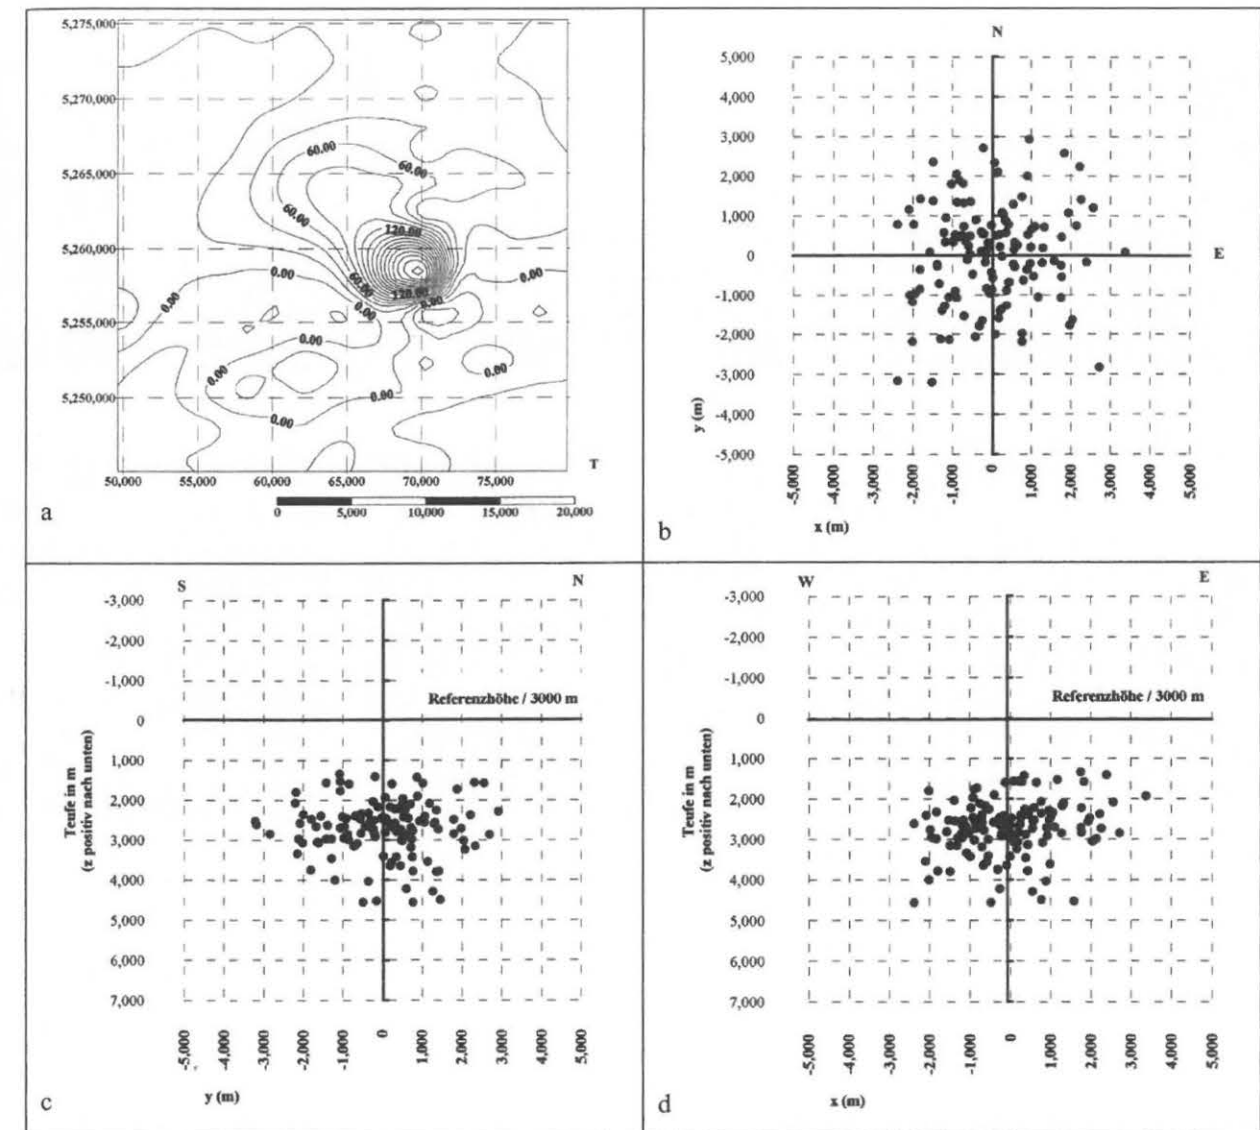 5,275,000
5,270,000
5,265,000
5,260,000
5,255,000
5,250,000
60.00
60.00
60.00
120.00
60.00
120.00
0.00
0.00
0.00
0.00
0.00
0.00
0.00
0.00
0.00
0.00
T
50,000 55,000 60,000 65,000 70,000 75,000
0 5,000 10,000 15,000 20,000
a
N
5,000
4,000
3,000
2,000
1,000
0
E
-1,000
-2,000
-3,000
-4,000
-5,000
y (m)
-5,000 -4,000 -3,000 -2,000 -1,000 0 1,000 2,000 3,000 4,000 5,000
x (m)
b
S N
-3,000
-2,000
-1,000
Referenzhöhe / 3000 m
0
1,000
2,000
3,000
4,000
5,000
6,000
7,000
Teufe in m
(z positiv nach unten)
-5,000 -4,000 -3,000 -2,000 -1,000 0 1,000 2,000 3,000 4,000 5,000
y (m)
c
W E
-3,000
-2,000
-1,000
Referenzhöhe / 3000 m
0
1,000
2,000
3,000
4,000
5,000
6,000
7,000
Teufe in m
(z positiv nach unten)
-5,000 -4,000 -3,000 -2,000 -1,000 0 1,000 2,000 3,000 4,000 5,000
x (m)
d